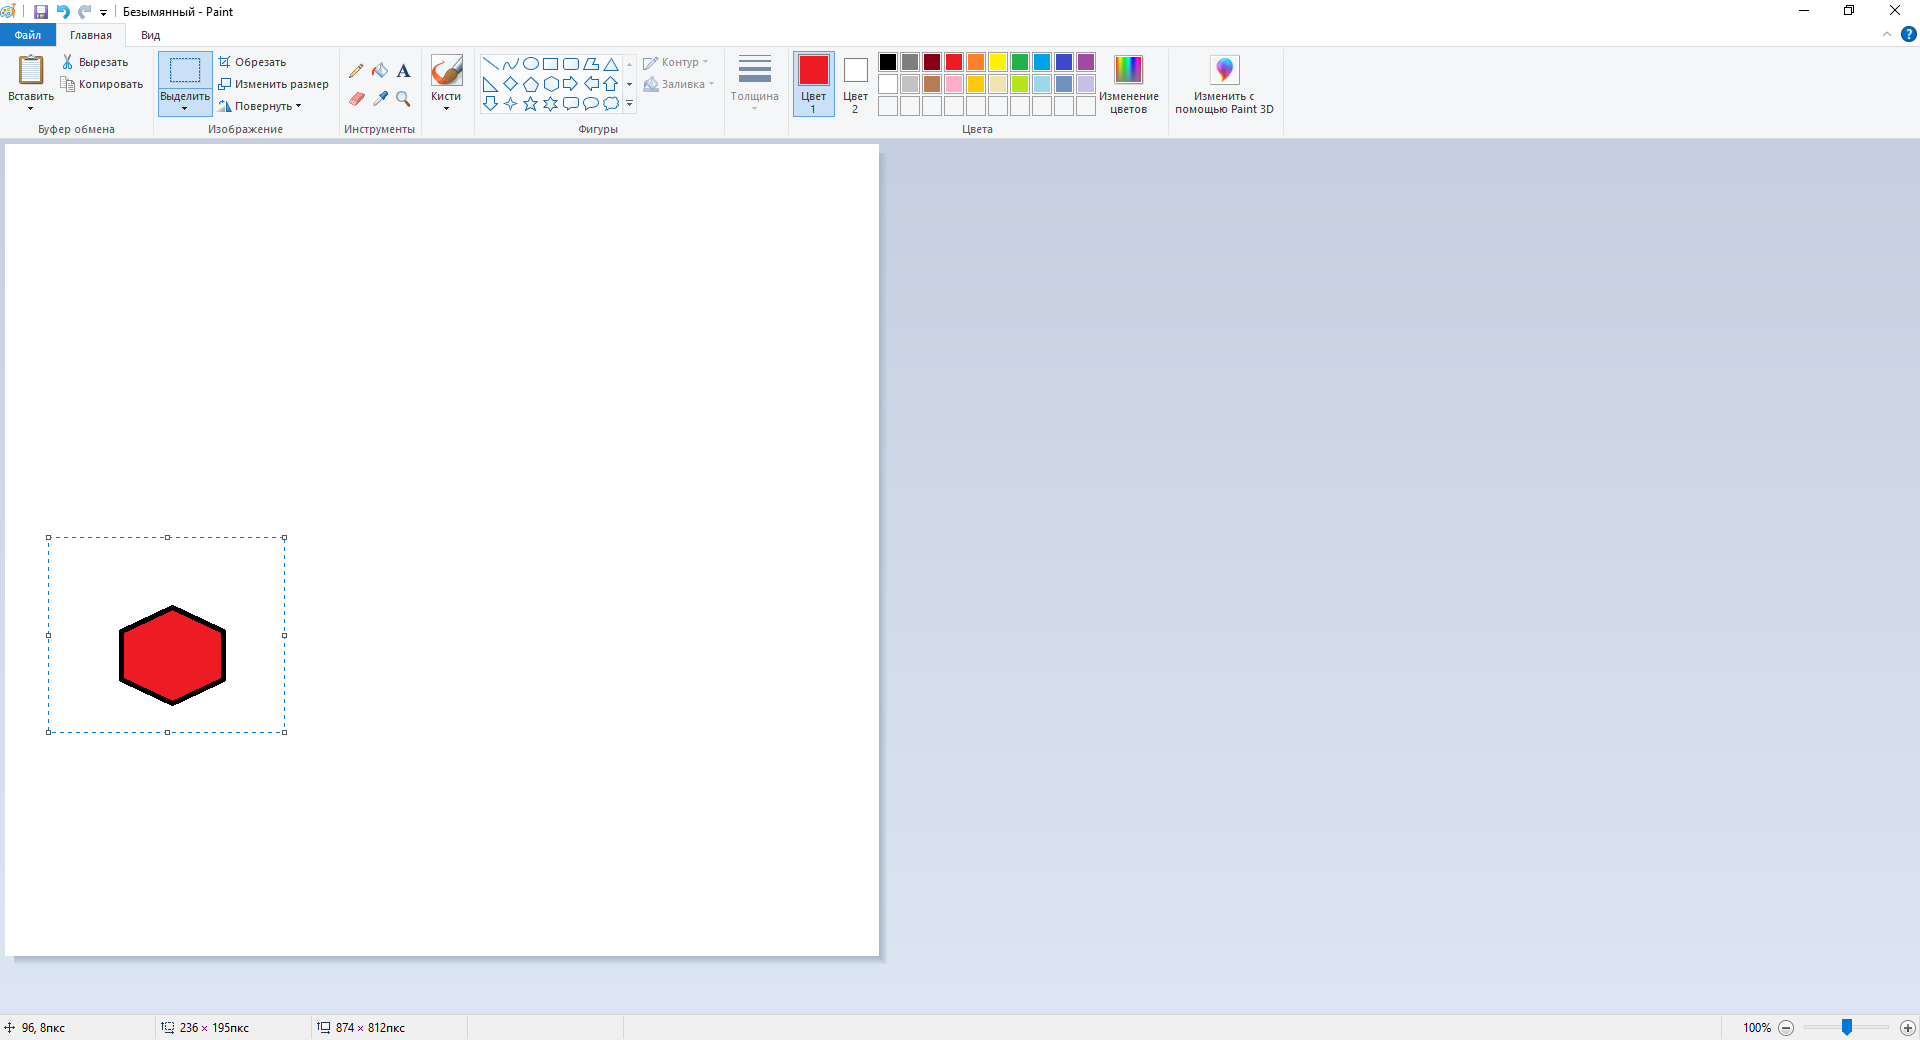 Безымянный - Paint
Файл Главная Вид
Вставить
Вырезать
Копировать
Буфер обмена
Выделить
Обрезать
Изменить размер
Повернуть
Изображение
A
Инструменты
Кисти
Контур
Заливка
Фигуры
Толщина
Цвет
1
Цвет
2
Изменение
цветов
Цвета
Изменить с
помощью Paint 3D
?
96, 8пкс
236 × 195пкс
874 × 812пкс
100%